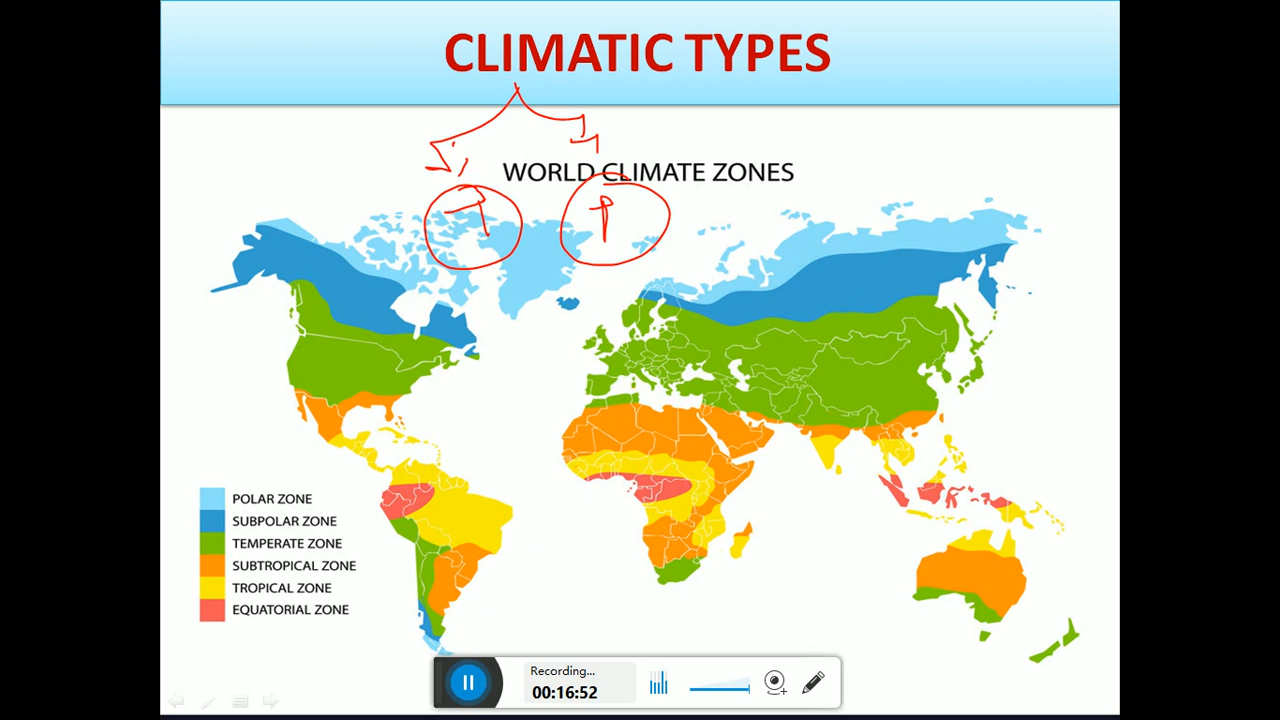 CLIMATIC TYPES
T
P
WORLD CLIMATE ZONES
POLAR ZONE
SUBPOLAR ZONE
TEMPERATE ZONE
SUBTROPICAL ZONE
TROPICAL ZONE
EQUATORIAL ZONE
Recording...
00:16:52